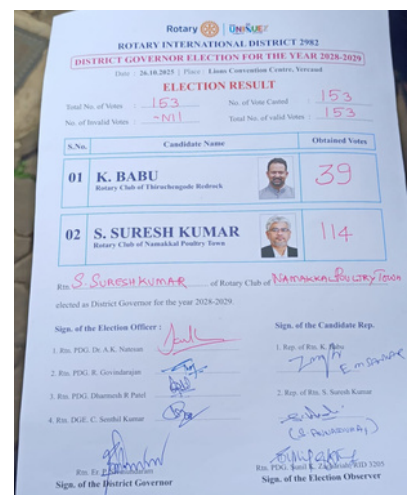 Rotary UNiQUEZ
ROTARY INTERNATIONAL DISTRICT 2982
DISTRICT GOVERNOR ELECTION FOR THE YEAR 2028-2029
Date : 26.10.2025 | Place : Lions Convention Centre, Yercaud
ELECTION RESULT
Total No. of Votes : 153 No. of Vote Casted : 153
No. of Invalid Votes : -Nil Total No. of valid Votes : 153
S.No. Candidate Name Obtained Votes
01 K. BABU 39
Rotary Club of Thiruchengode Redrock
02 S. SURESH KUMAR 114
Rotary Club of Namakkal Poultry Town
Rtn. S. SURESH KUMAR of Rotary Club of NAMAKKAL POULTRY TOWN
elected as District Governor for the year 2028-2029.
Sign. of the Election Officer : Sign. of the Candidate Rep.
1. Rtn. PDG. Dr. A.K. Natesan 1. Rep. of Rtn. K. Babu
2. Rtn. PDG. R. Govindarajan
3. Rtn. PDG. Dharmesh R Patel 2. Rep. of Rtn. S. Suresh Kumar
4. Rtn. DGE. C. Senthil Kumar
Rtn. Rtn. PDG. Sunil K. RID 3205
Sign. of the District Governor Sign. of the Election Observer